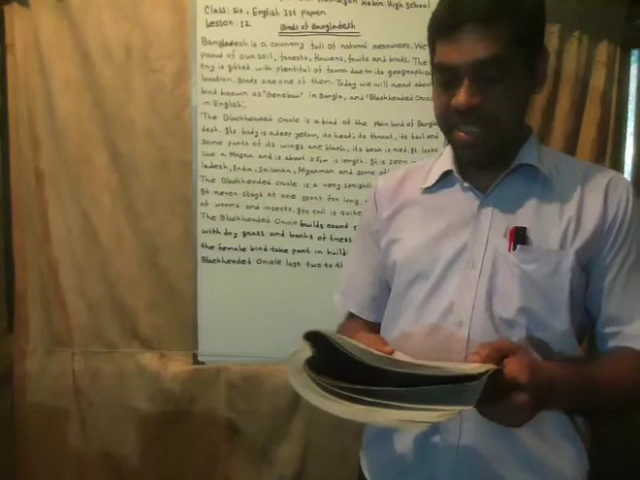 Kabir High school
Class: Six, English 1st paper
Lesson: 12
Birds of Bangladesh
Bangladesh is a country full of natural resources. We
proud of our soil, forests, flowers, fruits and birds. The
try is gifted with plentiful of fauna due to its geographical
location. Birds are one of them. Today we will read about
bird known as "Benebou" in Bangla, and "Blackheaded Oriole
in English".
The Blackheaded Oriole is a bird of the plain land of Bangla
desh. Its body is a deep yellow, its head, its throat, its tail and
some parts of its wings are black, its beak is red. It looks
like a Moyna and is about 25cm in length. It is seen
ladesh, India, Srilanka, Myanmar and some of
The Blackheaded Oriole is a very
It never stays at one spot for long,
of worms and insects. Its call is quite
The Blackheaded Oriole builds round
with dry grass and barks of trees
the female bird take part in build
Blackheaded Oriole lays two to th